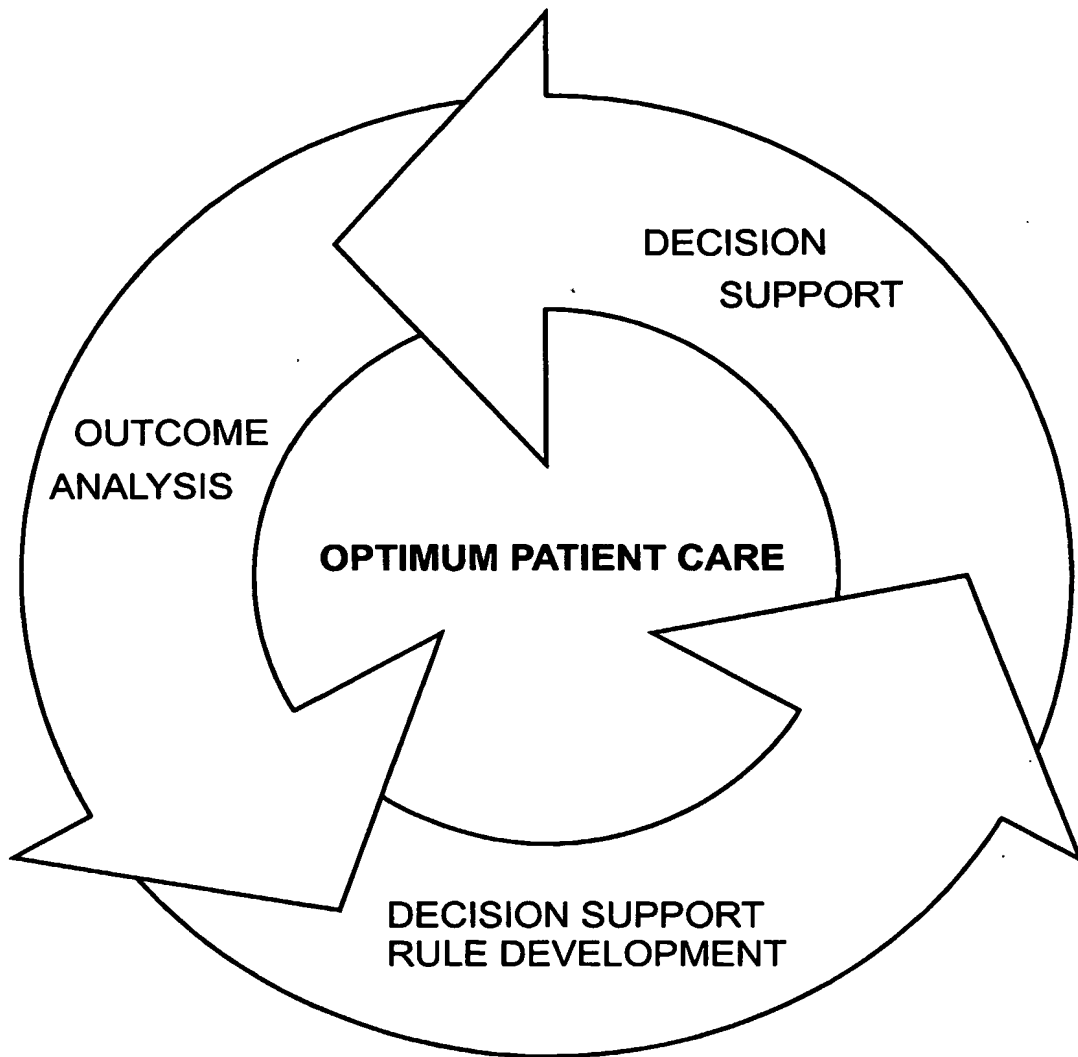 DECISION
SUPPORT
OUTCOME
ANALYSIS
OPTIMUM PATIENT CARE
DECISION SUPPORT
RULE DEVELOPMENT